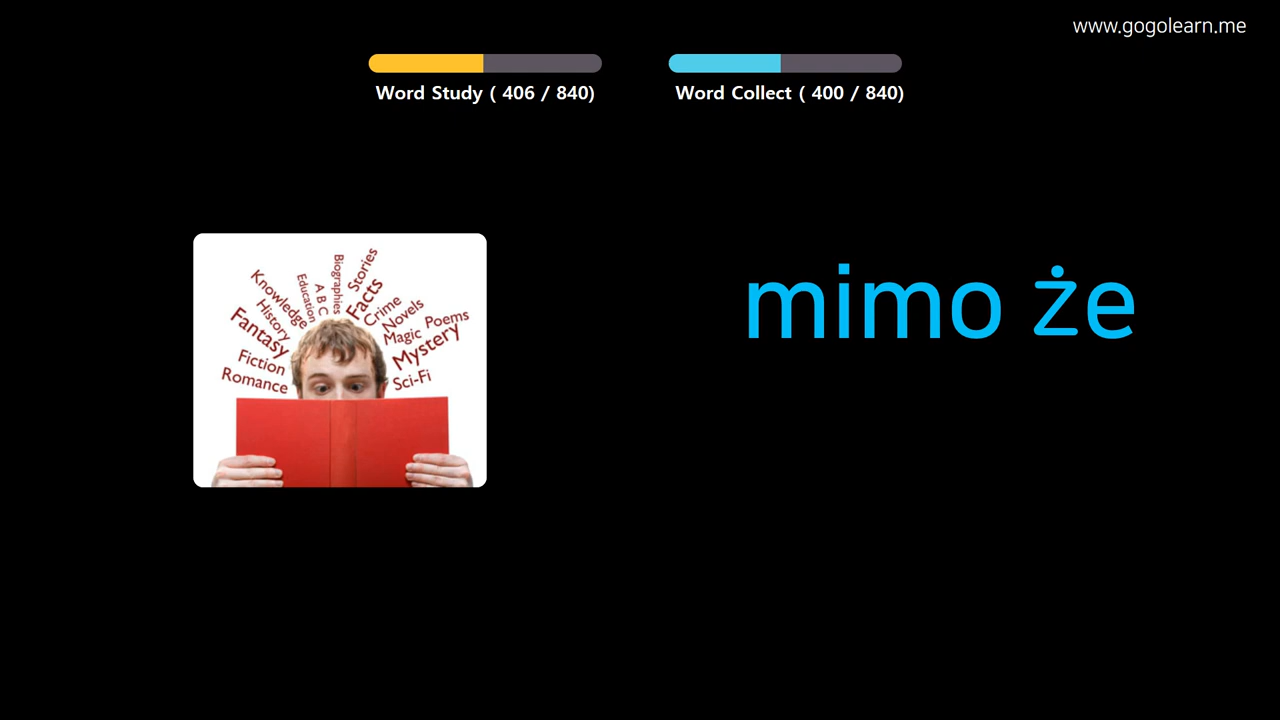 www.gogolearn.me
Word Study ( 406 / 840)
Word Collect ( 400 / 840)
mimo że
Knowledge
History
Fantasy
Fiction
Romance
Education
A B C
Biographies
Stories
Facts
Crime
Novels
Magic
Poems
Mystery
Sci-Fi